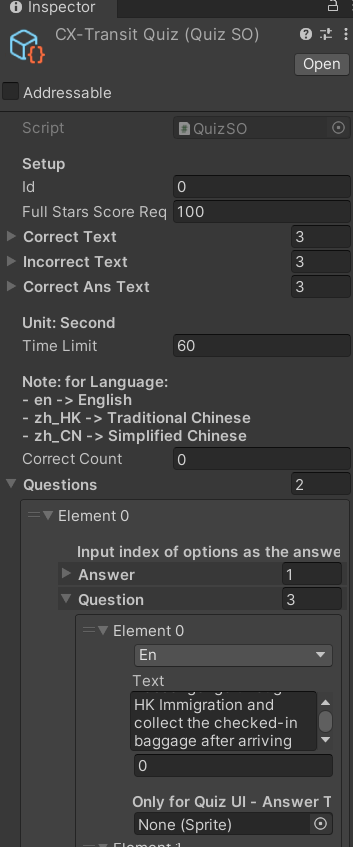 Inspector
CX-Transit Quiz (Quiz SO)
Open
Addressable
Script
QuizSO
Setup
Id
0
Full Stars Score Req
100
Correct Text
3
Incorrect Text
3
Correct Ans Text
3
Unit: Second
Time Limit
60
Note: for Language:
- en -> English
- zh_HK -> Traditional Chinese
- zh_CN -> Simplified Chinese
Correct Count
0
Questions
2
Element 0
Input index of options as the answe
Answer
1
Question
3
Element 0
En
Text
HK Immigration and
collect the checked-in
baggage after arriving
0
Only for Quiz UI - Answer T
None (Sprite)
Element 1